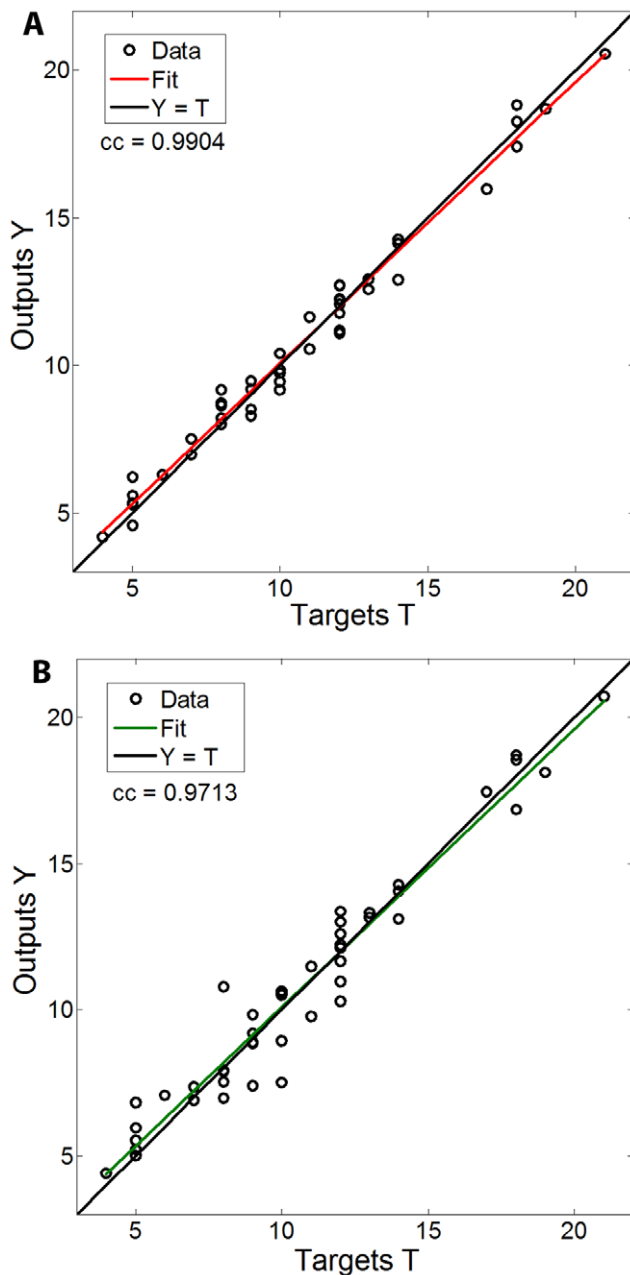 A
Data
Fit
Y = T
cc = 0.9904
20
15
10
5
Outputs Y
5
10
15
20
Targets T
B
Data
Fit
Y = T
cc = 0.9713
20
15
10
5
Outputs Y
5
10
15
20
Targets T